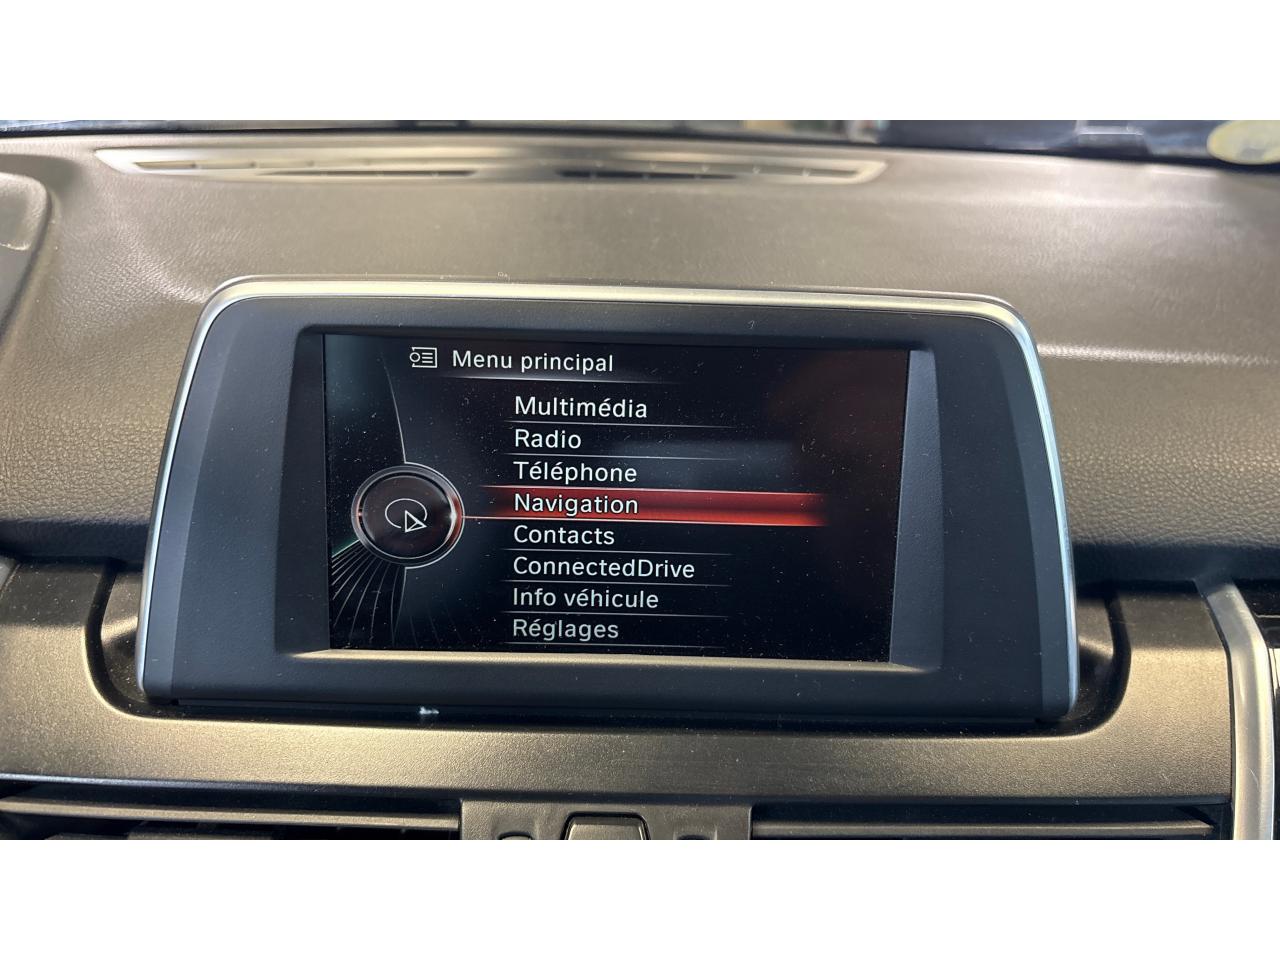 Menu principal
Multimédia
Radio
Téléphone
Navigation
Contacts
ConnectedDrive
Info véhicule
Réglages